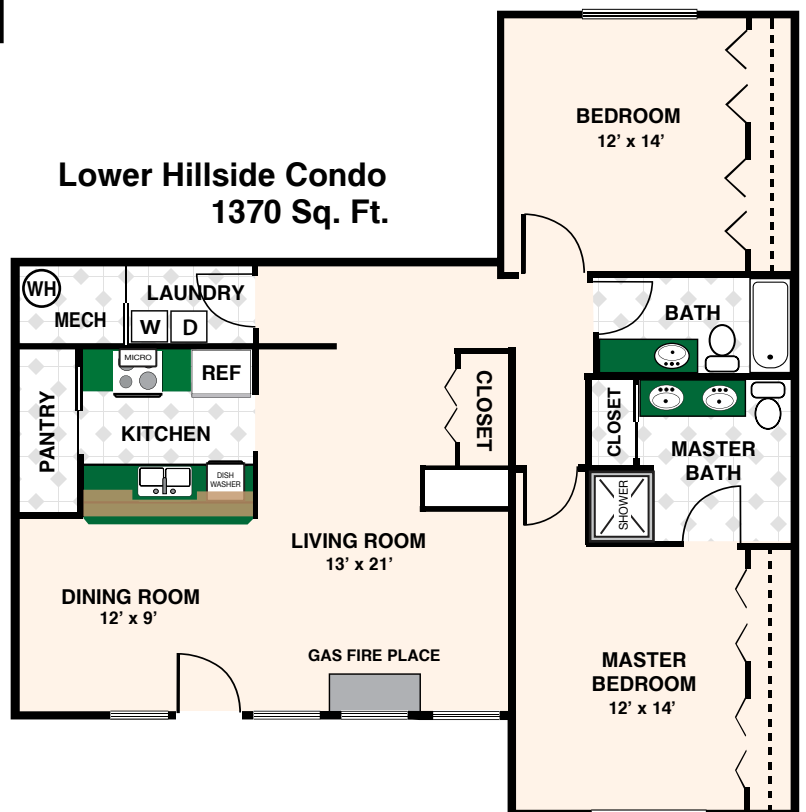 Lower Hillside Condo
1370 Sq. Ft.
BEDROOM
12’ x 14’
WH
MECH
LAUNDRY
W
D
BATH
MICRO
REF
PANTRY
KITCHEN
DISH
WASHER
CLOSET
CLOSET
MASTER
BATH
SHOWER
LIVING ROOM
13’ x 21’
DINING ROOM
12’ x 9’
GAS FIRE PLACE
MASTER
BEDROOM
12’ x 14’